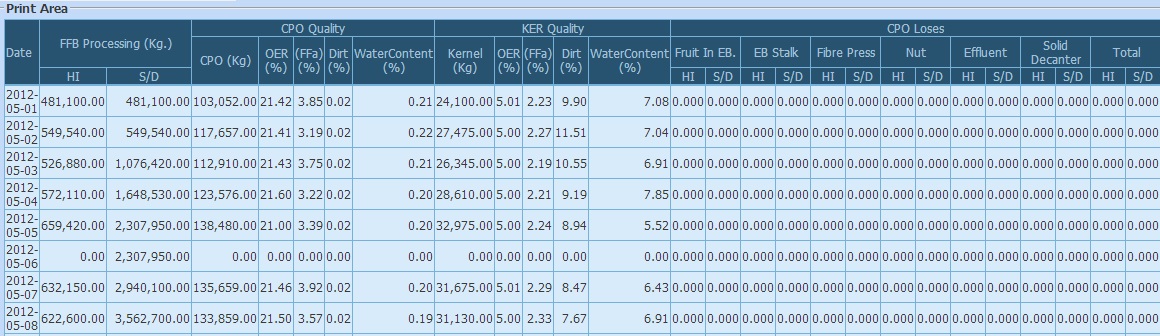 Print Area
Date FFB Processing (Kg.) CPO Quality KER Quality CPO Loses
CPO (Kg) OER (%) (FFa) (%) Dirt (%) WaterContent (%) Kernel (Kg) OER (%) (FFa) (%) Dirt (%) WaterContent (%) Fruit In EB. EB Stalk Fibre Press Nut Effluent Solid Decanter Total
HI S/D HI S/D HI S/D HI S/D HI S/D HI S/D HI S/D HI S/D
2012-05-01 481,100.00 481,100.00 103,052.00 21.42 3.85 0.02 0.21 24,100.00 5.01 2.23 9.90 7.08 0.000 0.000 0.000 0.000 0.000 0.000 0.000 0.000 0.000 0.000 0.000 0.000 0.000 0.000
2012-05-02 549,540.00 549,540.00 117,657.00 21.41 3.19 0.02 0.22 27,475.00 5.00 2.27 11.51 7.04 0.000 0.000 0.000 0.000 0.000 0.000 0.000 0.000 0.000 0.000 0.000 0.000 0.000 0.000
2012-05-03 526,880.00 1,076,420.00 112,910.00 21.43 3.75 0.02 0.21 26,345.00 5.00 2.19 10.55 6.91 0.000 0.000 0.000 0.000 0.000 0.000 0.000 0.000 0.000 0.000 0.000 0.000 0.000 0.000
2012-05-04 572,110.00 1,648,530.00 123,576.00 21.60 3.22 0.02 0.20 28,610.00 5.00 2.21 9.19 7.85 0.000 0.000 0.000 0.000 0.000 0.000 0.000 0.000 0.000 0.000 0.000 0.000 0.000 0.000
2012-05-05 659,420.00 2,307,950.00 138,480.00 21.00 3.39 0.02 0.20 32,975.00 5.00 2.24 8.94 5.52 0.000 0.000 0.000 0.000 0.000 0.000 0.000 0.000 0.000 0.000 0.000 0.000 0.000 0.000
2012-05-06 0.00 2,307,950.00 0.00 0.00 0.00 0.00 0.00 0.00 0.00 0.00 0.00 0.00 0.000 0.000 0.000 0.000 0.000 0.000 0.000 0.000 0.000 0.000 0.000 0.000 0.000 0.000
2012-05-07 632,150.00 2,940,100.00 135,659.00 21.46 3.92 0.02 0.20 31,675.00 5.01 2.29 8.47 6.43 0.000 0.000 0.000 0.000 0.000 0.000 0.000 0.000 0.000 0.000 0.000 0.000 0.000 0.000
2012-05-08 622,600.00 3,562,700.00 133,859.00 21.50 3.57 0.02 0.19 31,130.00 5.00 2.33 7.67 6.91 0.000 0.000 0.000 0.000 0.000 0.000 0.000 0.000 0.000 0.000 0.000 0.000 0.000 0.000